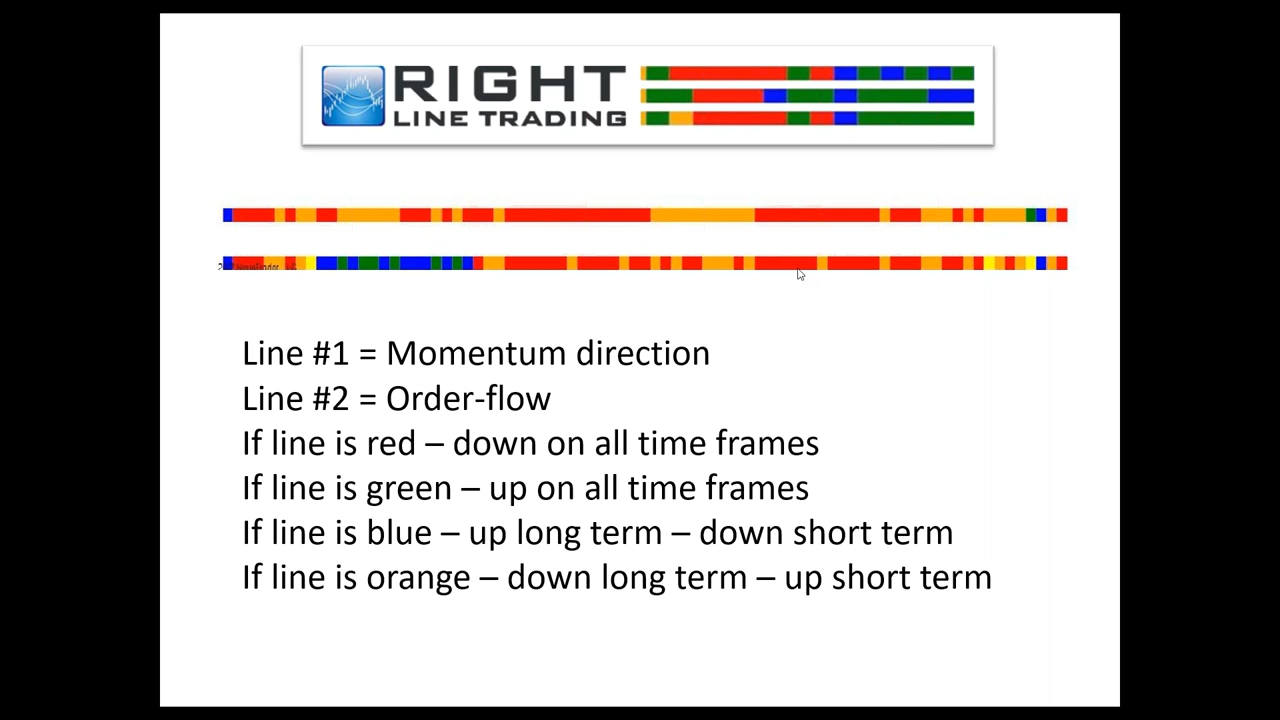 RIGHT
LINE TRADING
Line #1 = Momentum direction
Line #2 = Order-flow
If line is red – down on all time frames
If line is green – up on all time frames
If line is blue – up long term – down short term
If line is orange – down long term – up short term